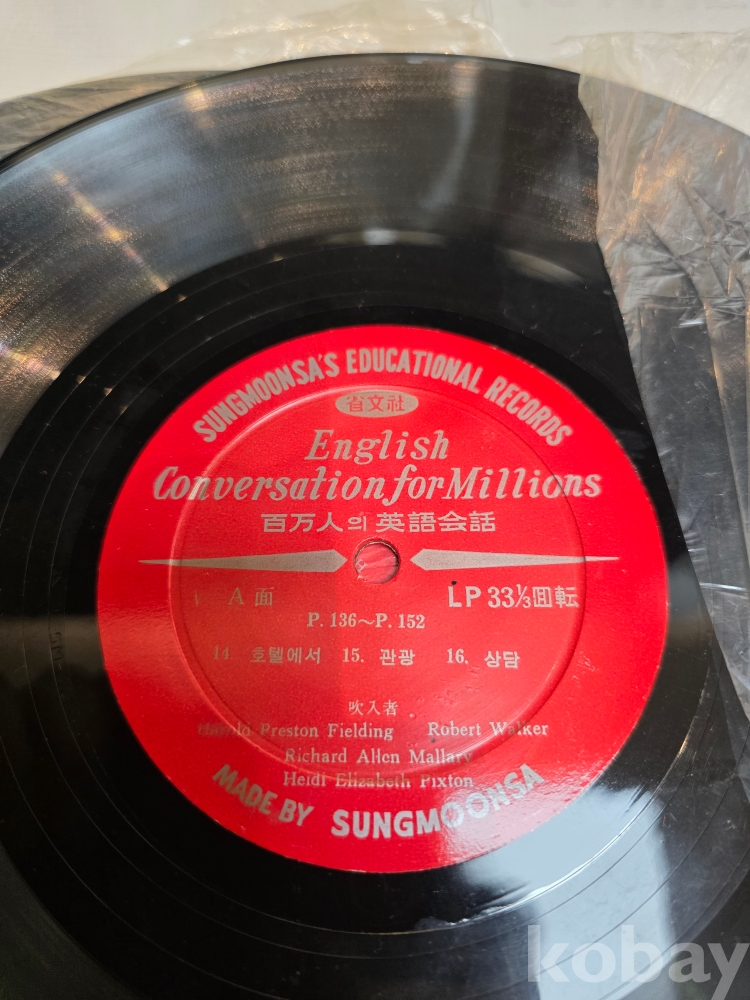 SUNGMOONSA'S EDUCATIONAL RECORDS
省文社
English
Conversation for Millions
百万人의 英語会話
A面 LP 33⅓回転
P. 136~P. 152
14. 호텔에서 15. 관광 16. 상담
吹入者
Preston Fielding Robert Walker
Richard Allen Mallary
Heidi Elizabeth Pixton
MADE BY SUNGMOONSA
kobay